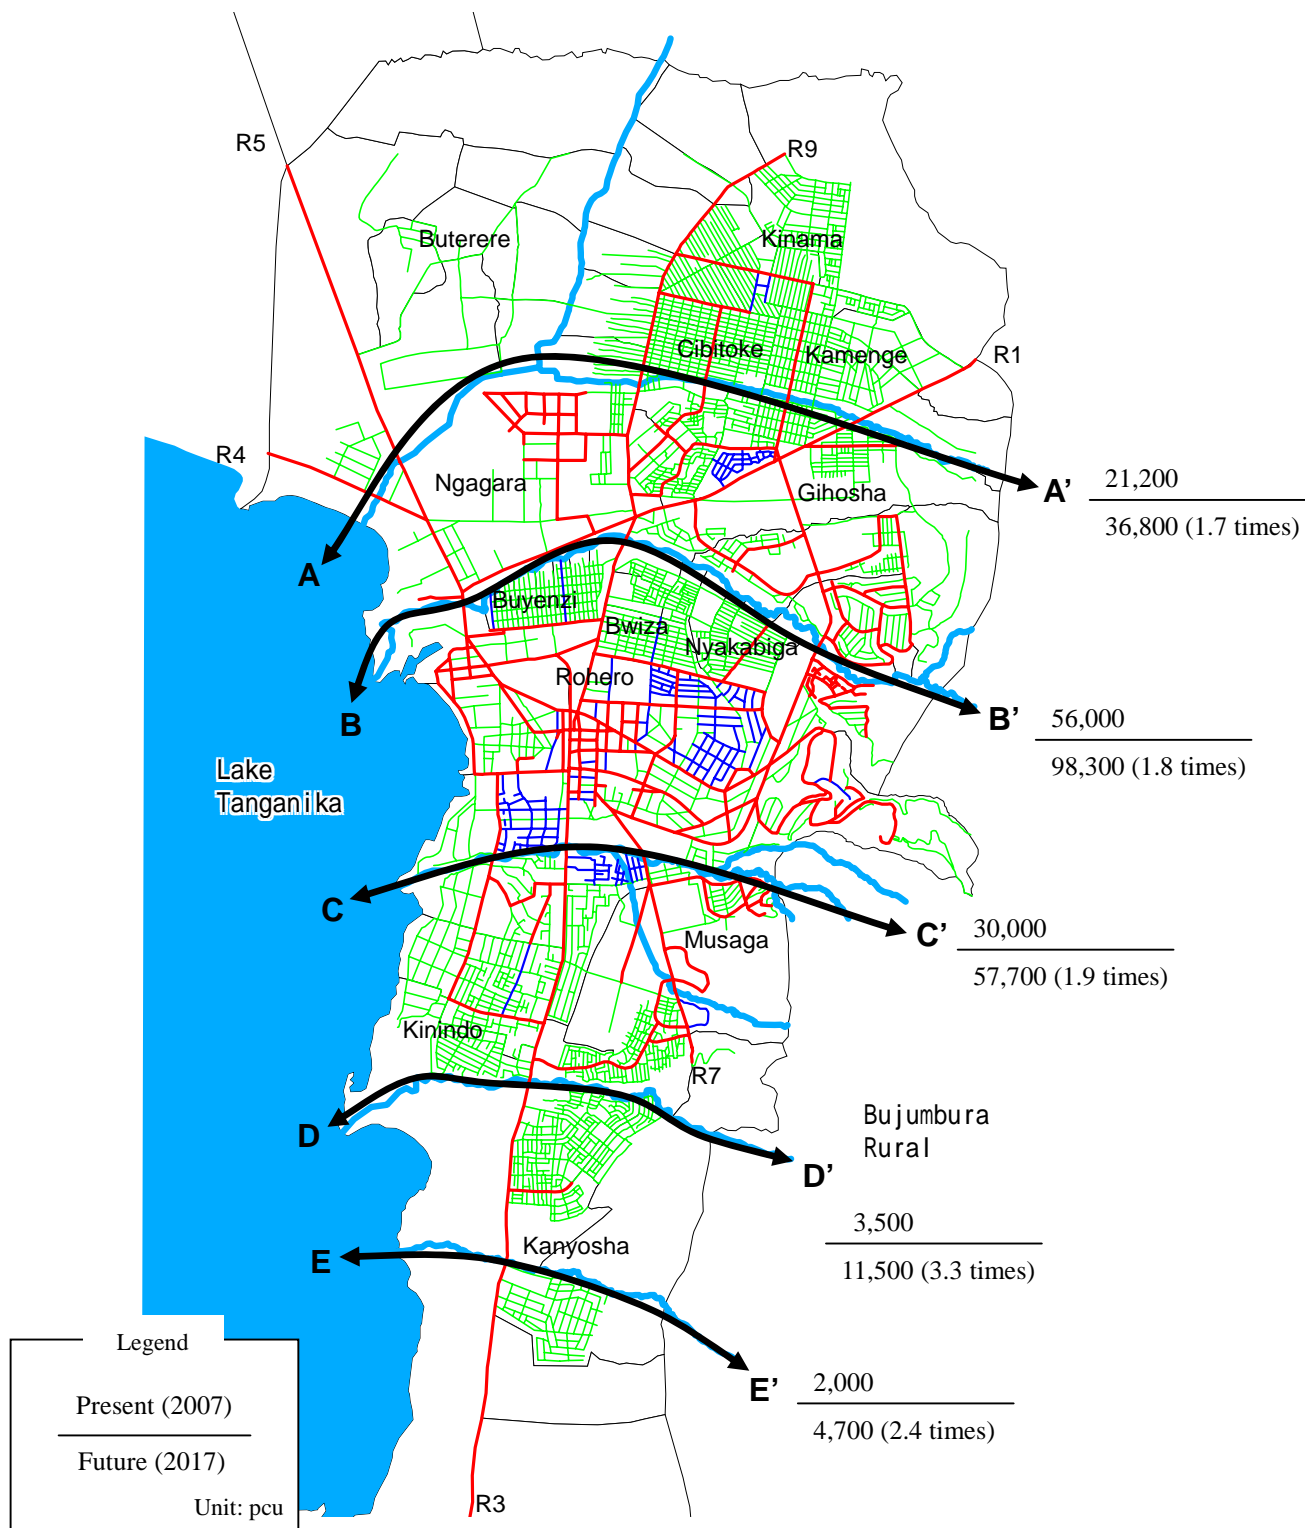 R5
R9
Buterere
Kinama
Cibitoke
Kamenge
R1
R4
Ngagara
Gihosha
A’
21,200
36,800 (1.7 times)
A
Buyenzi
Bwiza
Nyakabiga
Rohero
B
B’
56,000
98,300 (1.8 times)
Lake
Tanganika
C
C’
30,000
57,700 (1.9 times)
Musaga
Kinindo
R7
Bujumbura
Rural
D
D’
3,500
11,500 (3.3 times)
Kanyosha
E
E’
2,000
4,700 (2.4 times)
Legend
Present (2007)
Future (2017)
Unit: pcu
R3